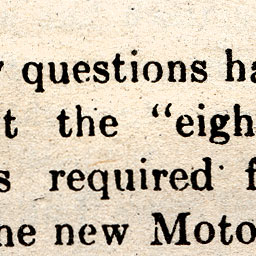 questions ha
t the "eigh
s required f
he new Moto